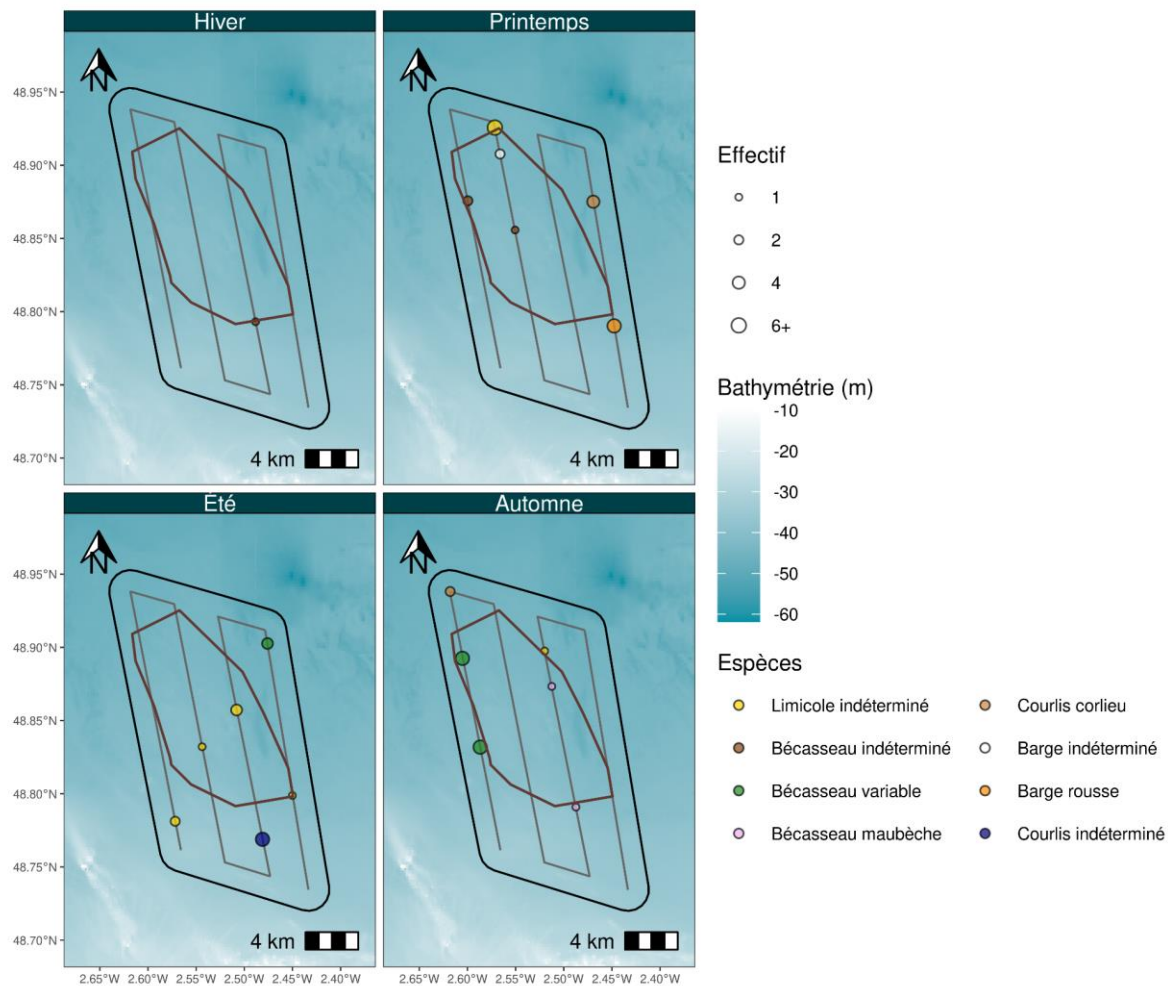 Hiver
Printemps
N
N
48.95°N
48.90°N
48.85°N
48.80°N
48.75°N
48.70°N
4 km
4 km
Été
Automne
N
N
48.95°N
48.90°N
48.85°N
48.80°N
48.75°N
48.70°N
4 km
4 km
2.65°W 2.60°W 2.55°W 2.50°W 2.45°W 2.40°W
2.65°W 2.60°W 2.55°W 2.50°W 2.45°W 2.40°W
Effectif
1
2
4
6+
Bathymétrie (m)
-10
-20
-30
-40
-50
-60
Espèces
Limicole indéterminé
Bécasseau indéterminé
Bécasseau variable
Bécasseau maubèche
Courlis corlieu
Barge indéterminé
Barge rousse
Courlis indéterminé